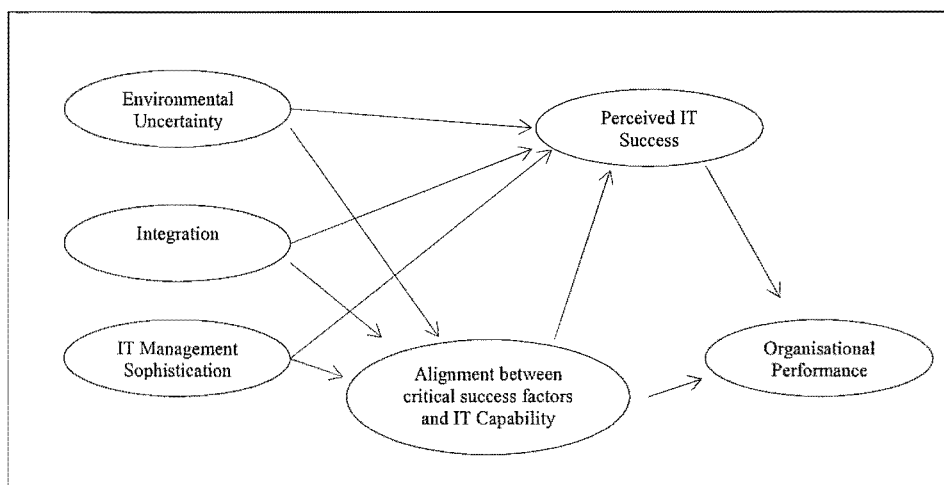 Environmental
Uncertainty
Perceived IT
Success
Integration
IT Management
Sophistication
Alignment between
critical success factors
and IT Capability
Organisational
Performance